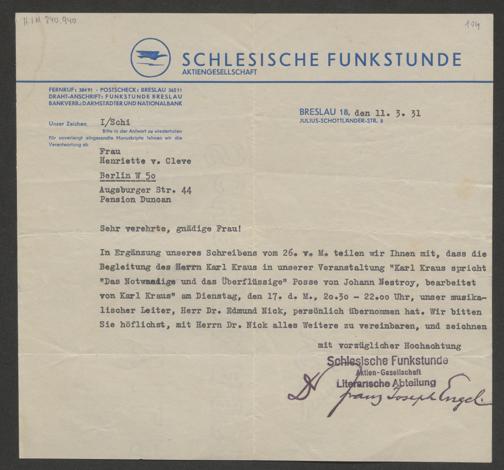 H.I.N 240.940
104
SCHLESISCHE FUNKSTUNDE
AKTIENGESELLSCHAFT
FERNRUF: 38491 - POSTSCHECK: BRESLAU 36211
DRAHT-ANSCHRIFT: FUNKSTUNDE BRESLAU
BANKVERB.: DARMSTÄDTER UND NATIONALBANK
BRESLAU 18, den 11. 3. 31
JULIUS-SCHOTTLÄNDER-STR. 8
Unser Zeichen I/Schi
Bitte in der Antwort zu wiederholen
Für unverlangt eingesandte Manuskripte lehnen wir die
Verantwortung ab
Frau
Henriette v. Cleve
Berlin W 50
Augsburger Str. 44
Pension Duncan
Sehr verehrte, gnädige Frau!
In Ergänzung unseres Schreibens vom 26. v. M. teilen wir Ihnen mit, dass die
Begleitung des Herrn Karl Kraus in unserer Veranstaltung "Karl Kraus spricht
"Das Notwendige und das Überflüssige" Posse von Johann Nestroy, bearbeitet
von Karl Kraus" am Dienstag, den 17. d. M., 20.30 - 22.00 Uhr, unser musika-
lischer Leiter, Herr Dr. Edmund Nick, persönlich übernommen hat. Wir bitten
Sie höflichst, mit Herrn Dr. Nick alles Weitere zu vereinbaren, und zeichnen
mit vorzüglicher Hochachtung
Schlesische Funkstunde
Aktien-Gesellschaft
Literarische Abteilung
Franz Joseph Engel